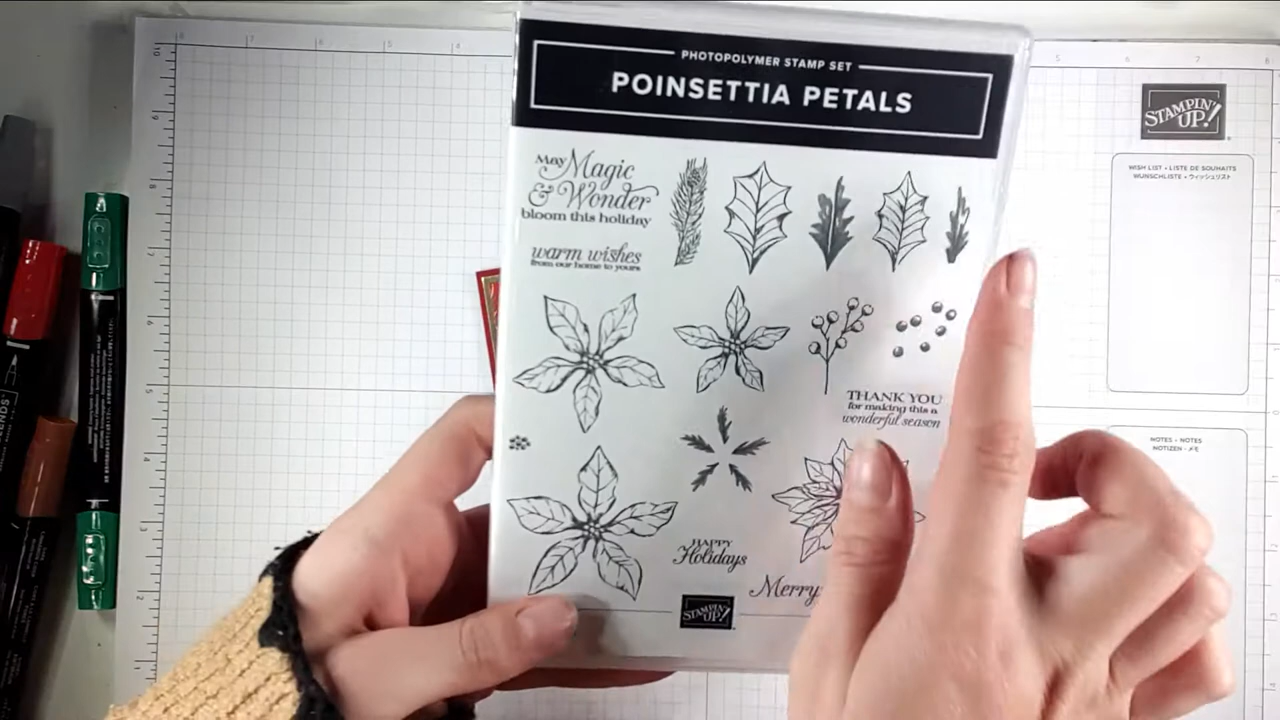 PHOTOPOLYMER STAMP SET
POINSETTIA PETALS
May Magic
& Wonder
bloom this holiday
warm wishes
from our home to yours
THANK YOU
for making this a
wonderful season
HAPPY
Holidays
Merry
STAMPIN' UP!
STAMPIN' UP!
WISH LIST • LISTE DE SOUHAITS
WUNSCHLISTE • ウィッシュリスト
NOTES • NOTES
NOTIZEN • メモ